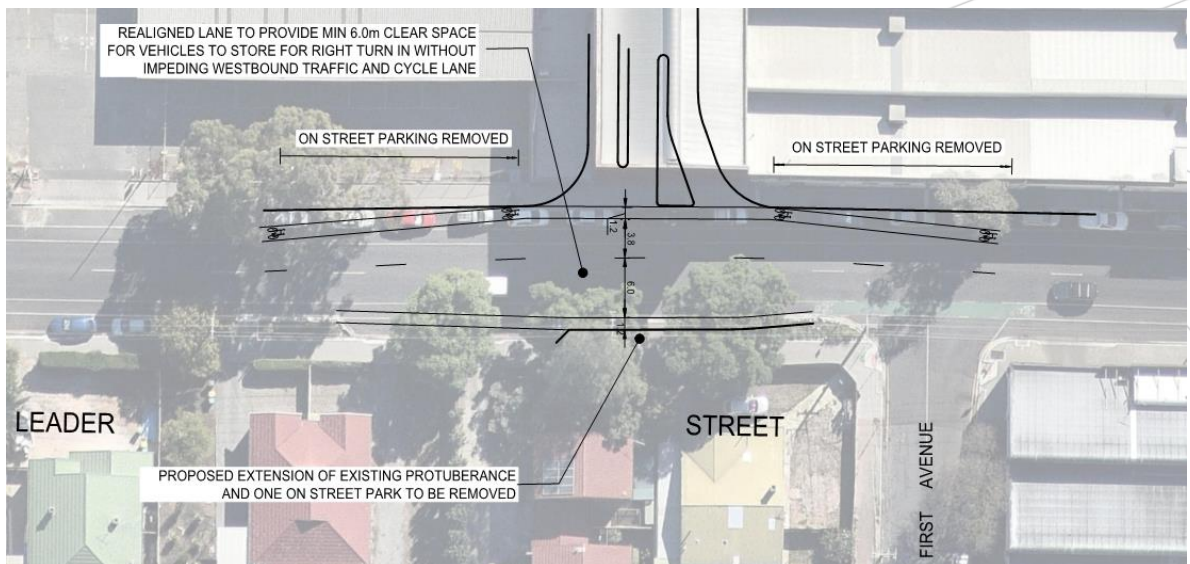 REALIGNED LANE TO PROVIDE MIN 6.0m CLEAR SPACE
FOR VEHICLES TO STORE FOR RIGHT TURN IN WITHOUT
IMPEDING WESTBOUND TRAFFIC AND CYCLE LANE
ON STREET PARKING REMOVED
ON STREET PARKING REMOVED
1.2
3.8
6.0
1.2
LEADER
STREET
FIRST AVENUE
PROPOSED EXTENSION OF EXISTING PROTUBERANCE
AND ONE ON STREET PARK TO BE REMOVED